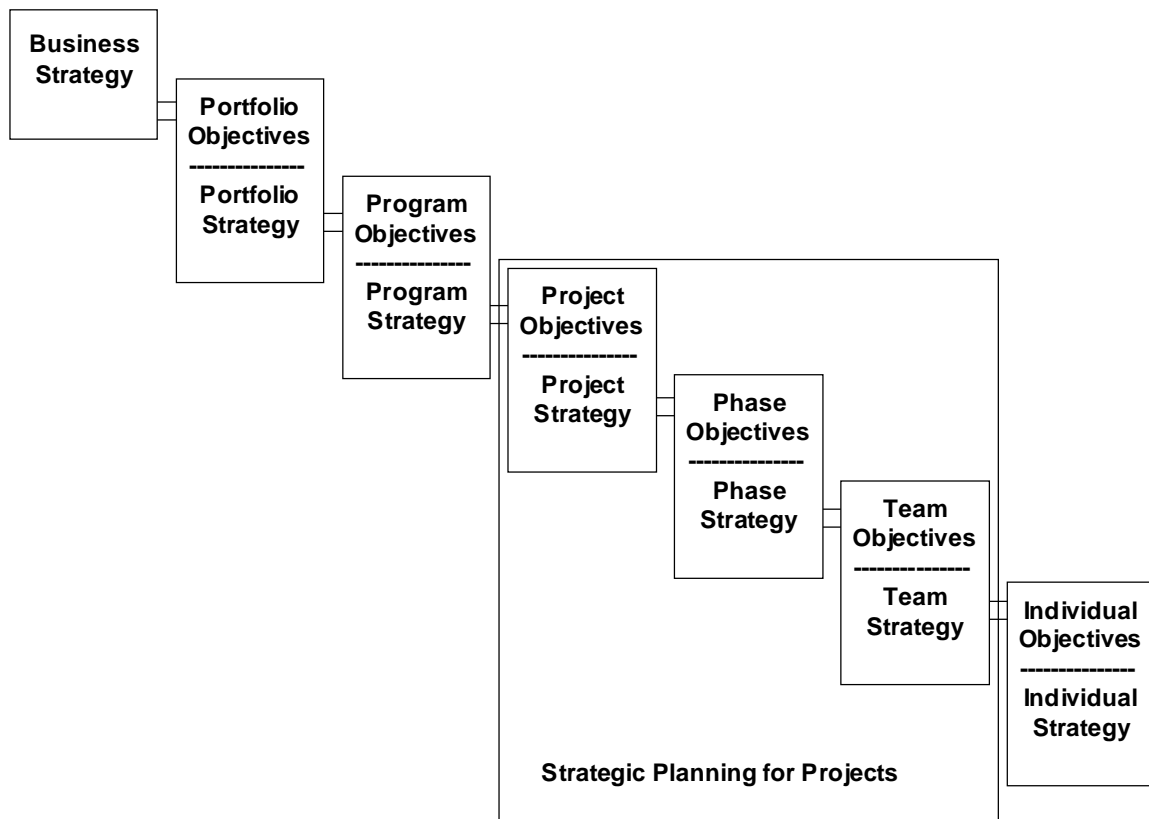 Business
Strategy
Portfolio
Objectives
---------------
Portfolio
Strategy
Program
Objectives
---------------
Program
Strategy
Project
Objectives
---------------
Project
Strategy
Phase
Objectives
---------------
Phase
Strategy
Team
Objectives
---------------
Team
Strategy
Individual
Objectives
---------------
Individual
Strategy
Strategic Planning for Projects